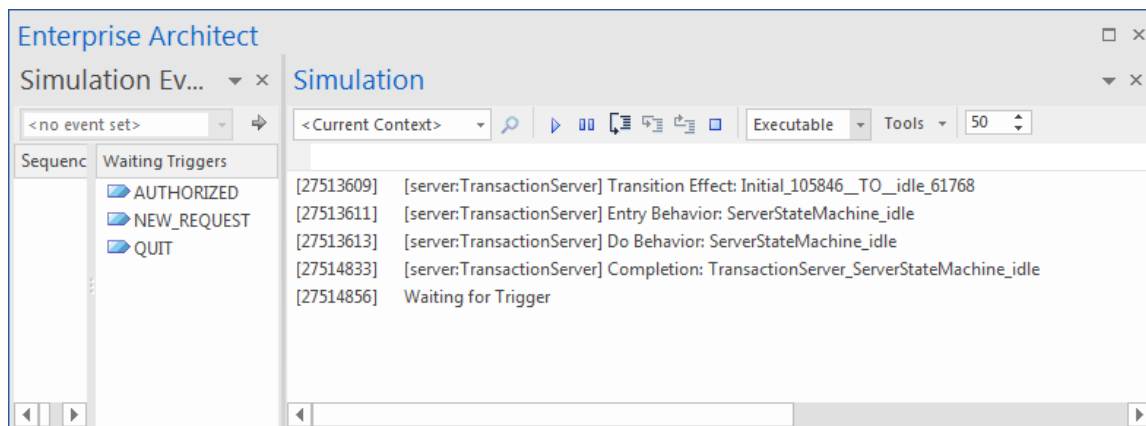 Enterprise Architect
Simulation Ev...
<no event set>
Sequenc Waiting Triggers
AUTHORIZED
NEW_REQUEST
QUIT
Simulation
<Current Context> Executable Tools 50
[27513609] [server:TransactionServer] Transition Effect: Initial_105846__TO__idle_61768
[27513611] [server:TransactionServer] Entry Behavior: ServerStateMachine_idle
[27513613] [server:TransactionServer] Do Behavior: ServerStateMachine_idle
[27514833] [server:TransactionServer] Completion: TransactionServer_ServerStateMachine_idle
[27514856] Waiting for Trigger